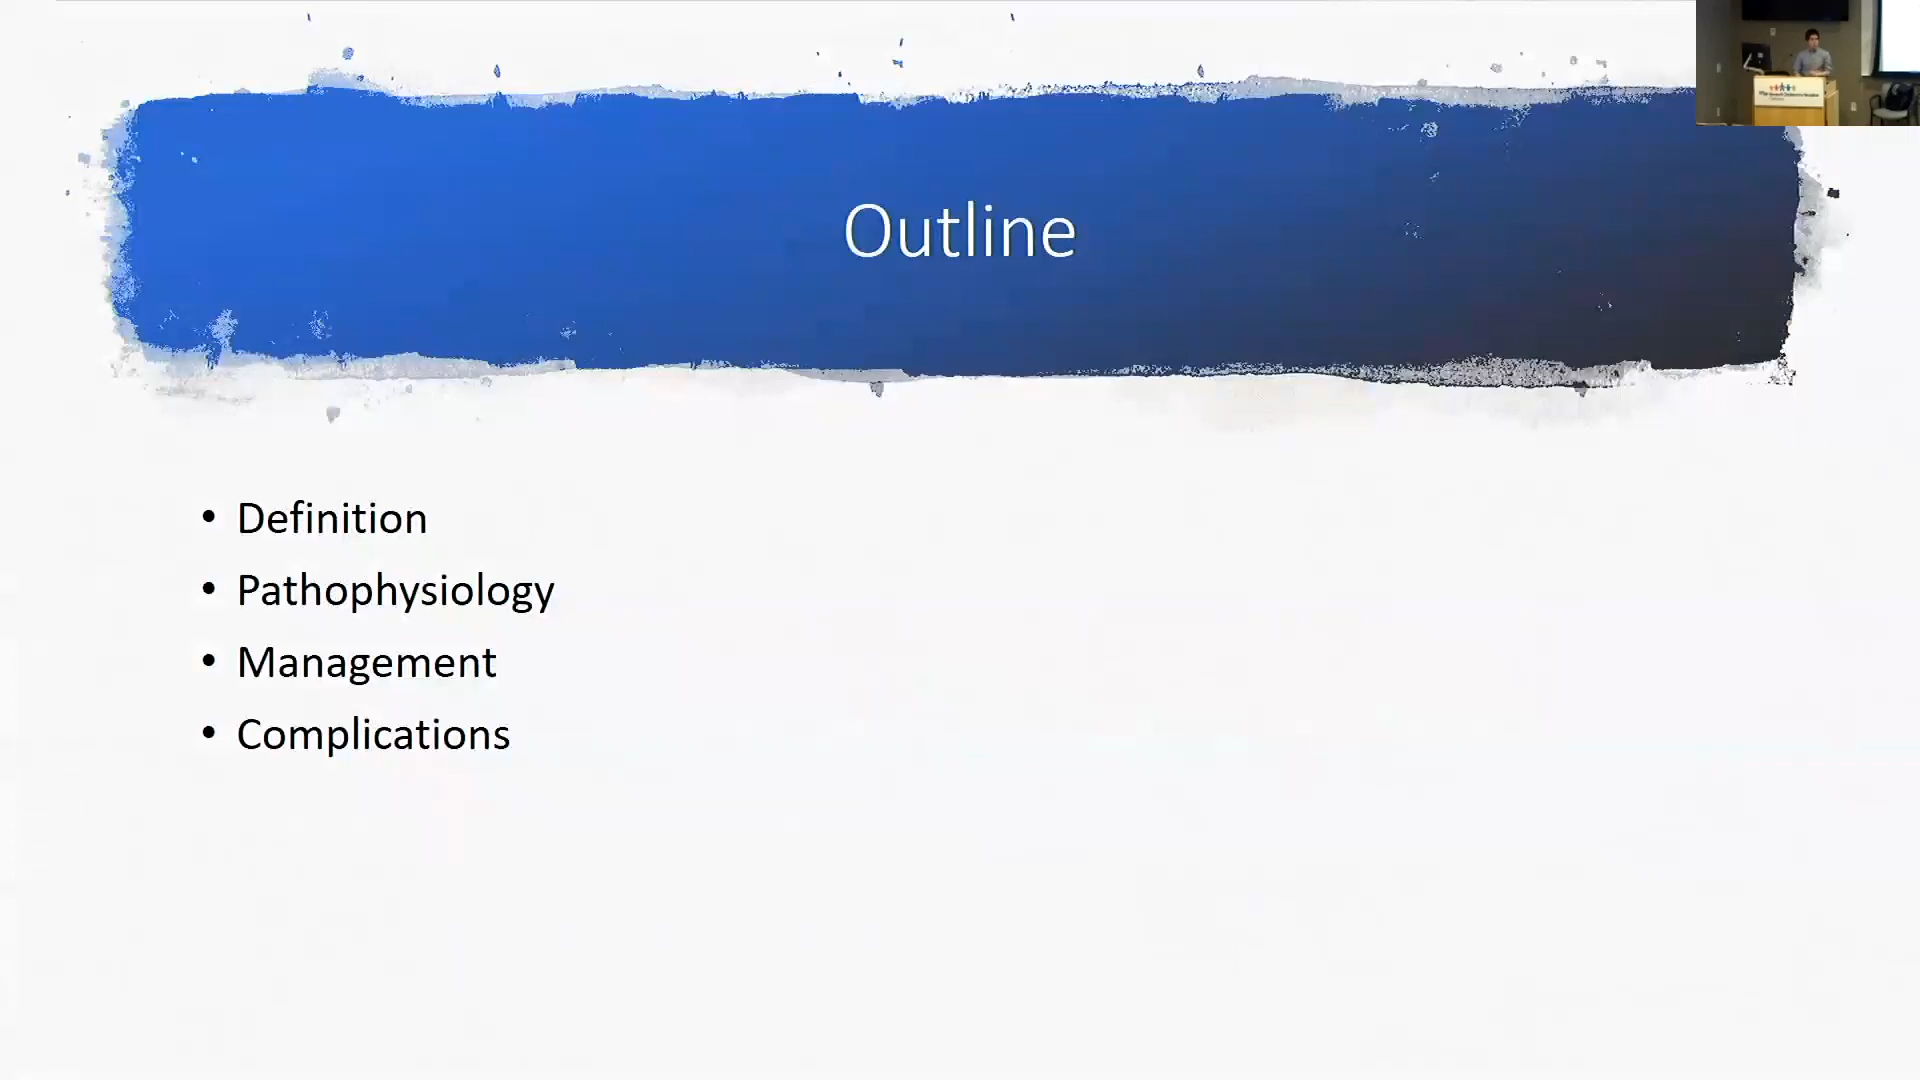 Outline
• Definition
• Pathophysiology
• Management
• Complications